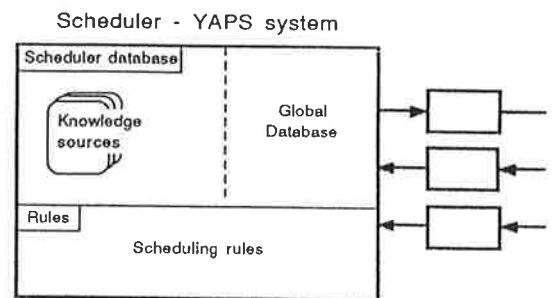 Scheduler - YAPS system
Scheduler database
Knowledge
sources
Global
Database
Rules
Scheduling rules